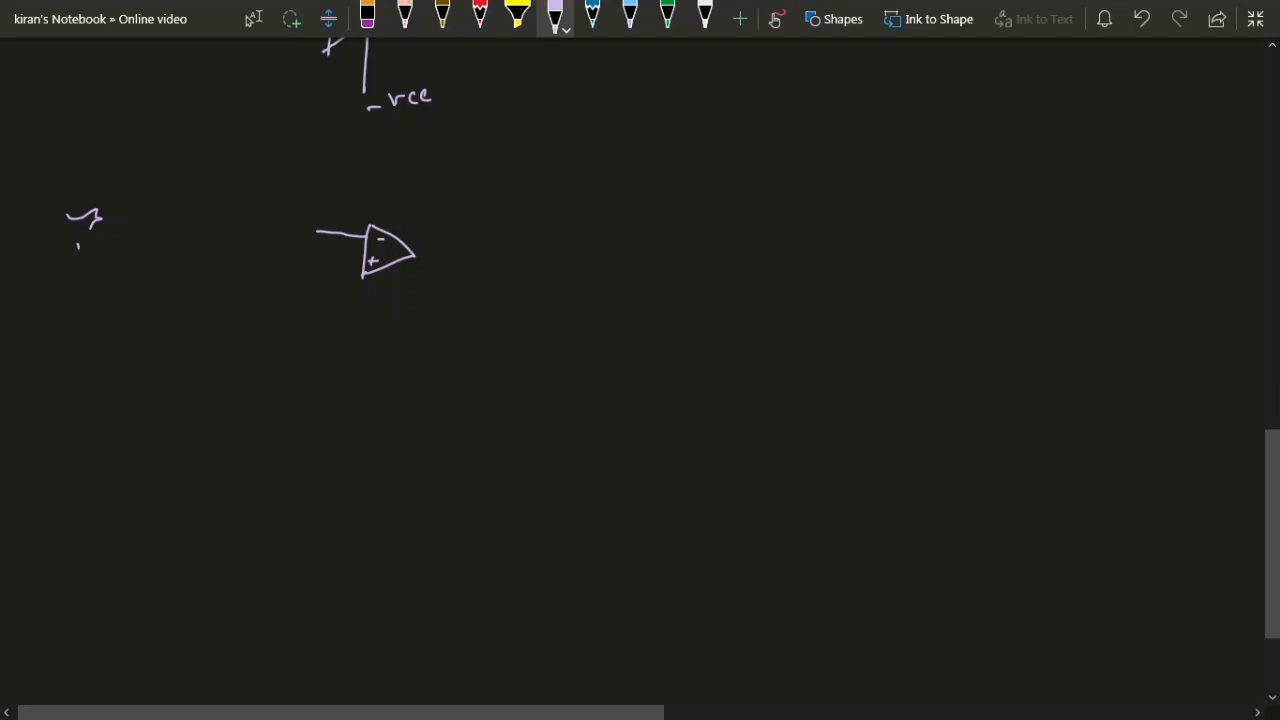 kiran's Notebook » Online video
Shapes
Ink to Shape
Ink to Text
+
- vcc
-
+